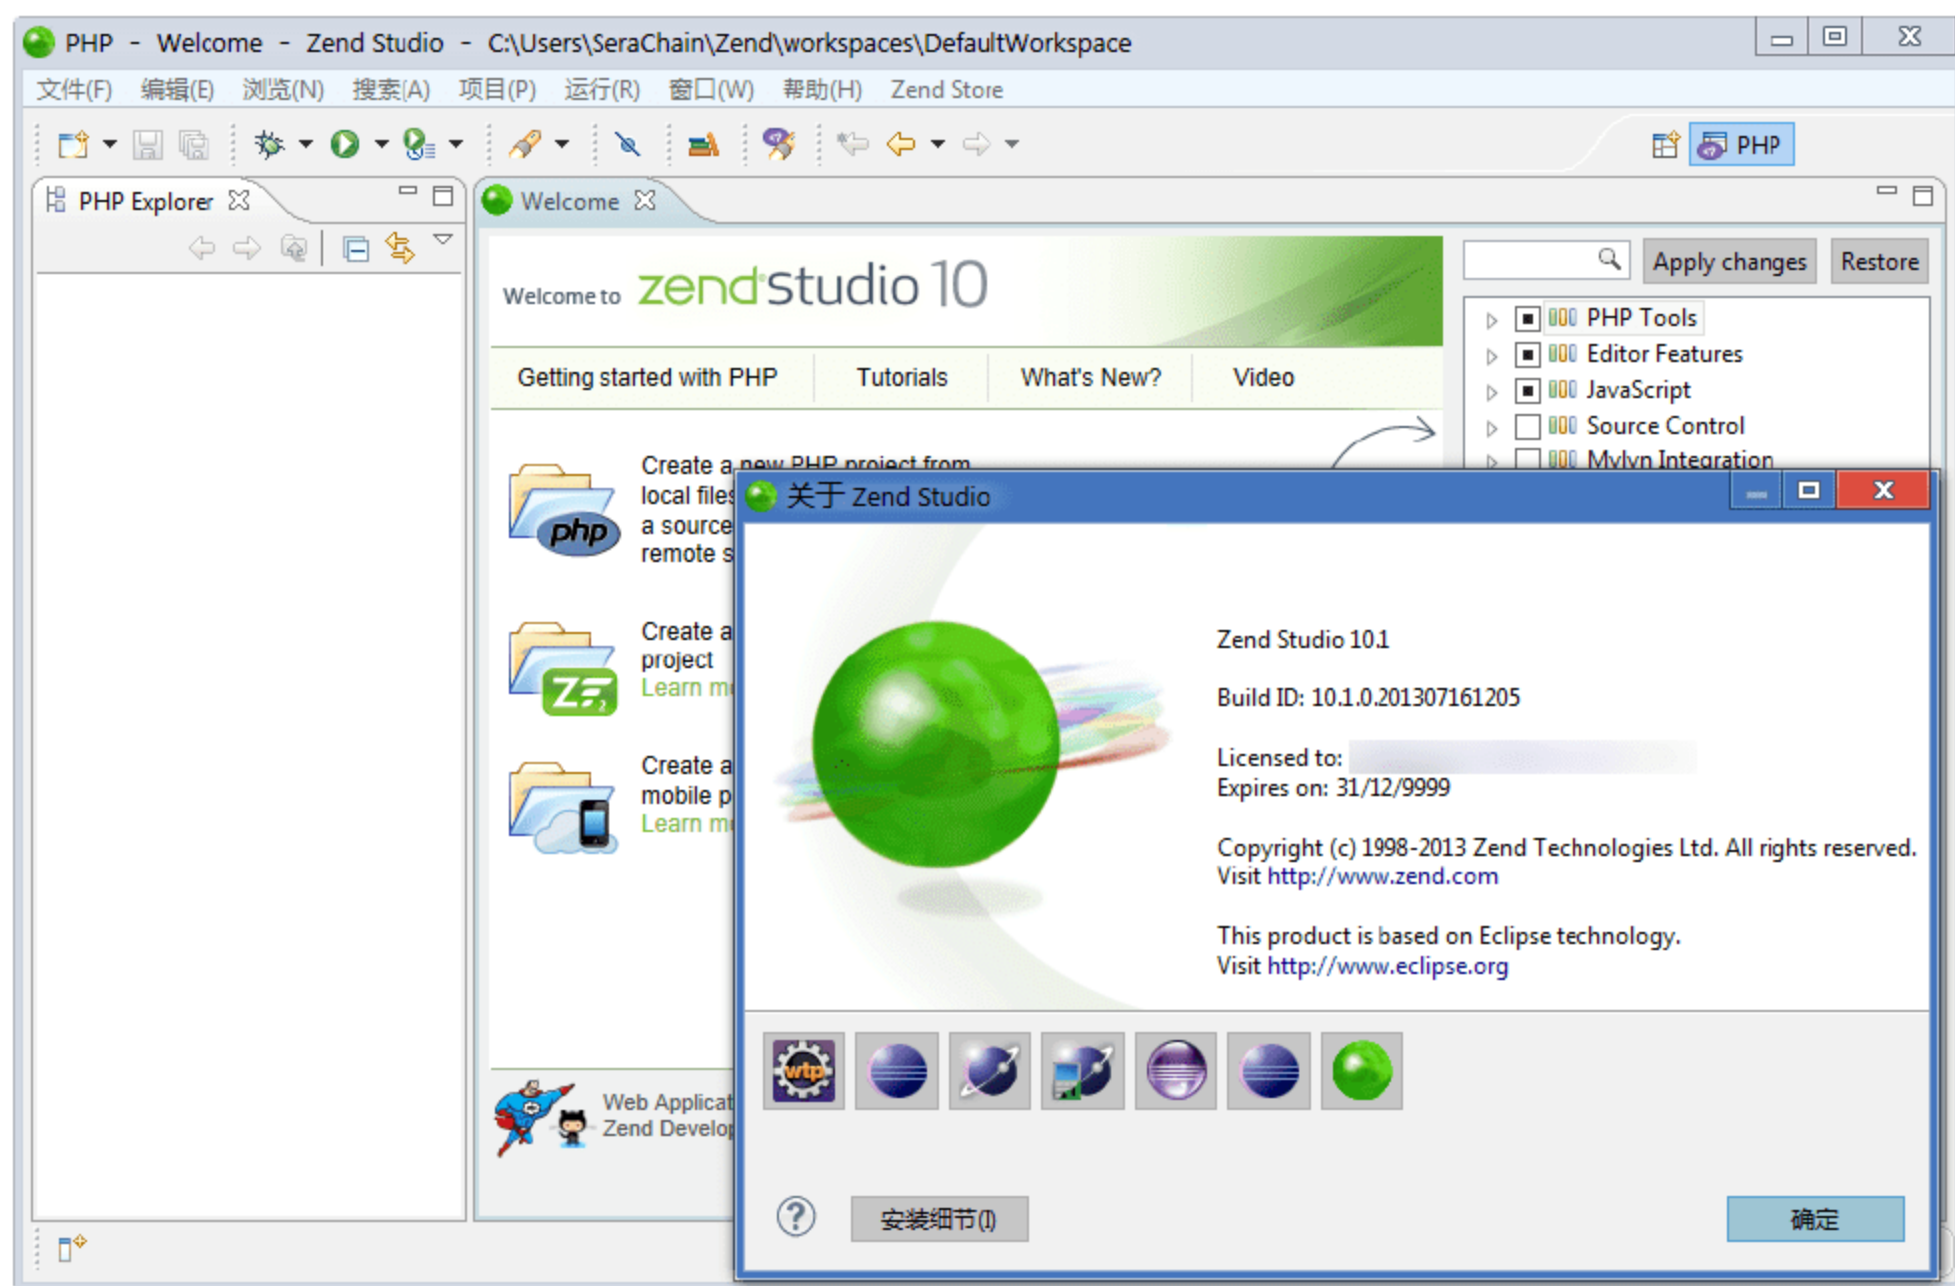 PHP - Welcome - Zend Studio - C:\Users\SeraChain\Zend\workspaces\DefaultWorkspace
文件(F) 编辑(E) 浏览(N) 搜索(A) 项目(P) 运行(R) 窗口(W) 帮助(H) Zend Store
PHP
PHP Explorer
Welcome
Welcome to zend studio 10
Apply changes
Restore
Getting started with PHP
Tutorials
What's New?
Video
PHP Tools
Editor Features
JavaScript
Source Control
Mylyn Integration
Create a new PHP project from
local files
a source
remote s
php
Create a
project
Learn m
ZF2
Create a
mobile p
Learn m
Web Applicat
Zend Develop
关于 Zend Studio
Zend Studio 10.1
Build ID: 10.1.0.201307161205
Licensed to:
Expires on: 31/12/9999
Copyright (c) 1998-2013 Zend Technologies Ltd. All rights reserved.
Visit http://www.zend.com
This product is based on Eclipse technology.
Visit http://www.eclipse.org
wtp
安装细节(I)
确定